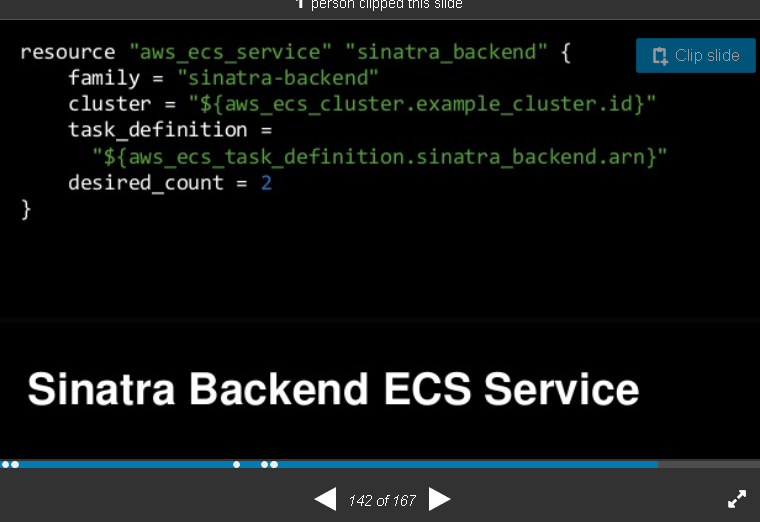 1 person clipped this slide
resource "aws_ecs_service" "sinatra_backend" {
Clip slide
family = "sinatra-backend"
cluster = "${aws_ecs_cluster.example_cluster.id}"
task_definition =
"${aws_ecs_task_definition.sinatra_backend.arn}"
desired_count = 2
}
Sinatra Backend ECS Service
142 of 167